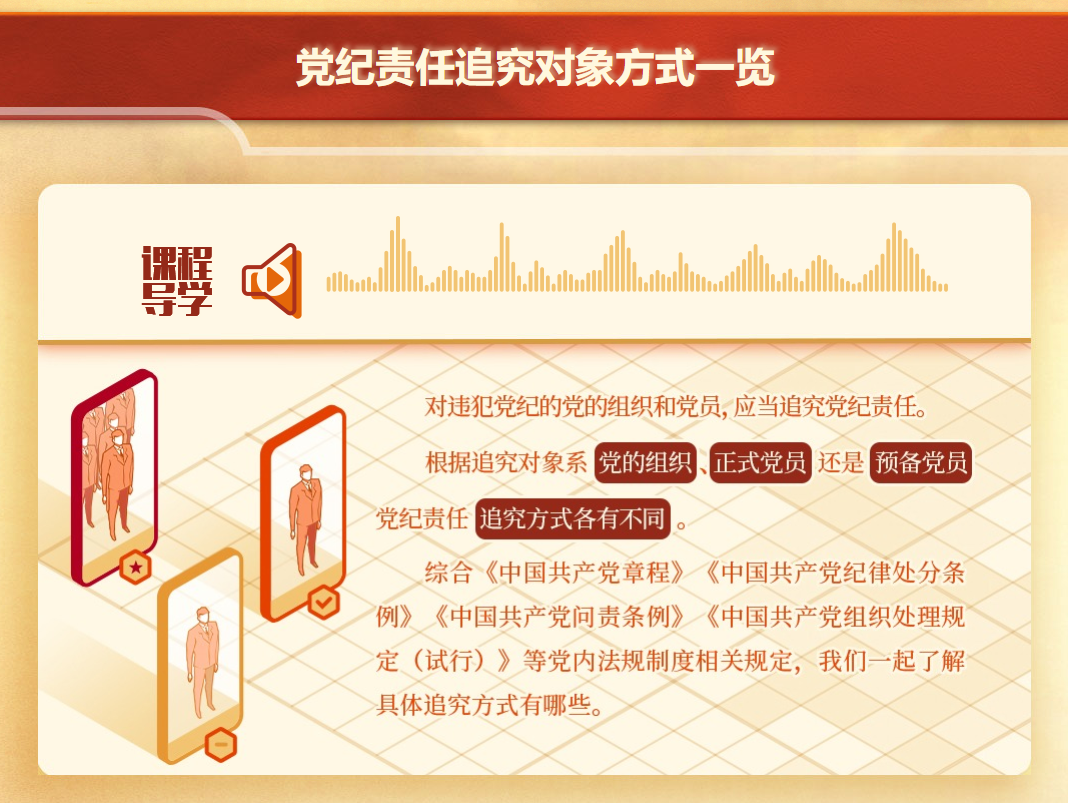 党纪责任追究对象方式一览
课程
导学
对违犯党纪的党的组织和党员，应当追究党纪责任。
根据追究对象系 党的组织、正式党员 还是 预备党员
党纪责任 追究方式各有不同 。
综合《中国共产党章程》《中国共产党纪律处分条
例》《中国共产党问责条例》《中国共产党组织处理规
定（试行）》等党内法规制度相关规定，我们一起了解
具体追究方式有哪些。